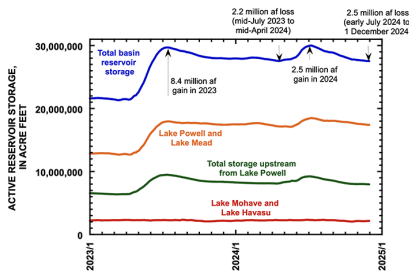 2.2 million af loss
(mid-July 2023 to
mid-April 2024)
2.5 million af loss
(early July 2024 to
1 December 2024)
30,000,000
Total basin
reservoir
storage
8.4 million af
gain in 2023
2.5 million af
gain in 2024
20,000,000
Lake Powell and
Lake Mead
10,000,000
Total storage upstream
from Lake Powell
Lake Mohave and
Lake Havasu
0
ACTIVE RESERVOIR STORAGE,
IN ACRE FEET
2023/1
2024/1
2025/1